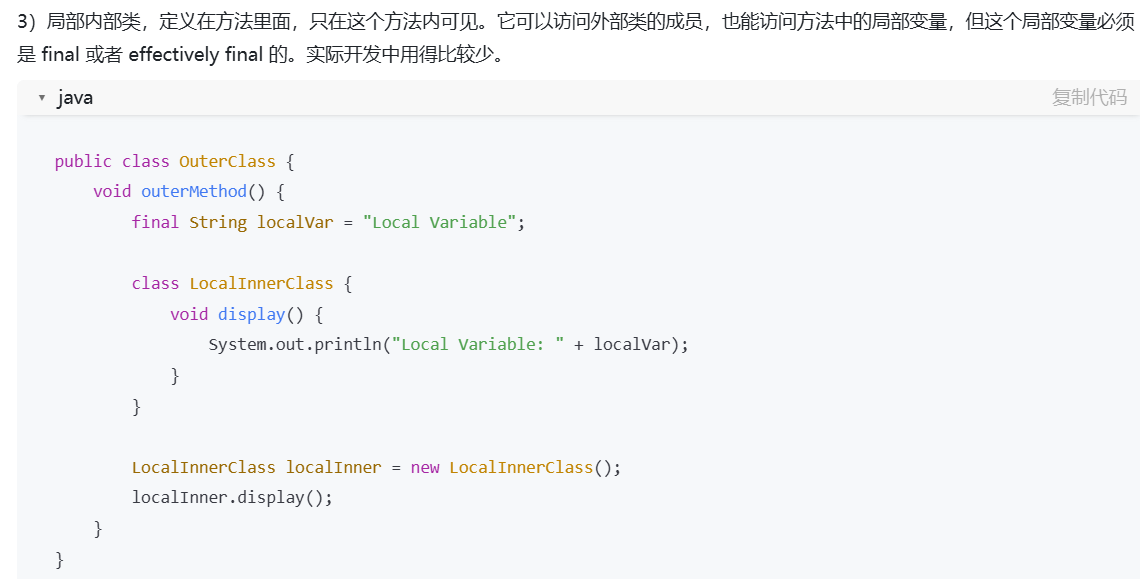 3）局部内部类，定义在方法里面，只在这个方法内可见。它可以访问外部类的成员，也能访问方法中的局部变量，但这个局部变量必须
是 final 或者 effectively final 的。实际开发中用得比较少。
java
复制代码
public class OuterClass {
    void outerMethod() {
        final String localVar = "Local Variable";

        class LocalInnerClass {
            void display() {
                System.out.println("Local Variable: " + localVar);
            }
        }

        LocalInnerClass localInner = new LocalInnerClass();
        localInner.display();
    }
}